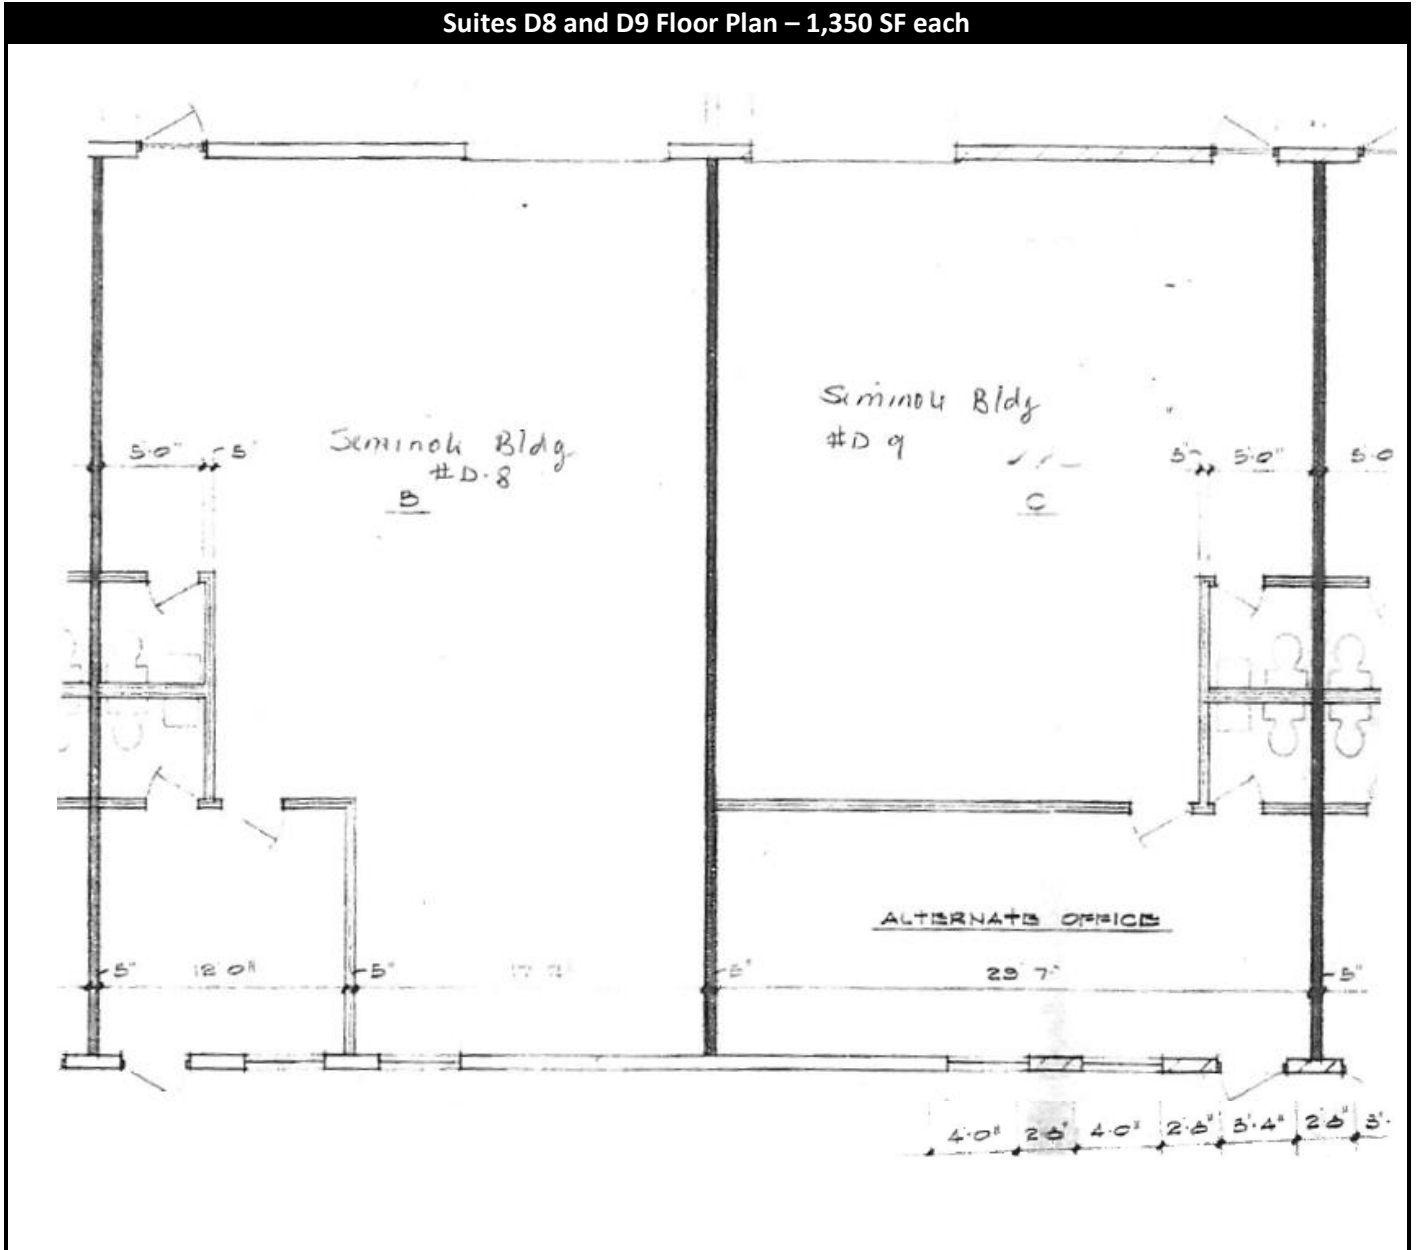 Suites D8 and D9 Floor Plan – 1,350 SF each
Seminole Bldg
#D 9
C
Seminole Bldg
#D-8
B
5'0" 5"
5" 5'0" 5'0
ALTERNATE OFFICE
5" 12'0" 5" 5" 29'7" 5"
4'0" 2'8" 4'0" 2'8" 3'4" 2'8" 3'